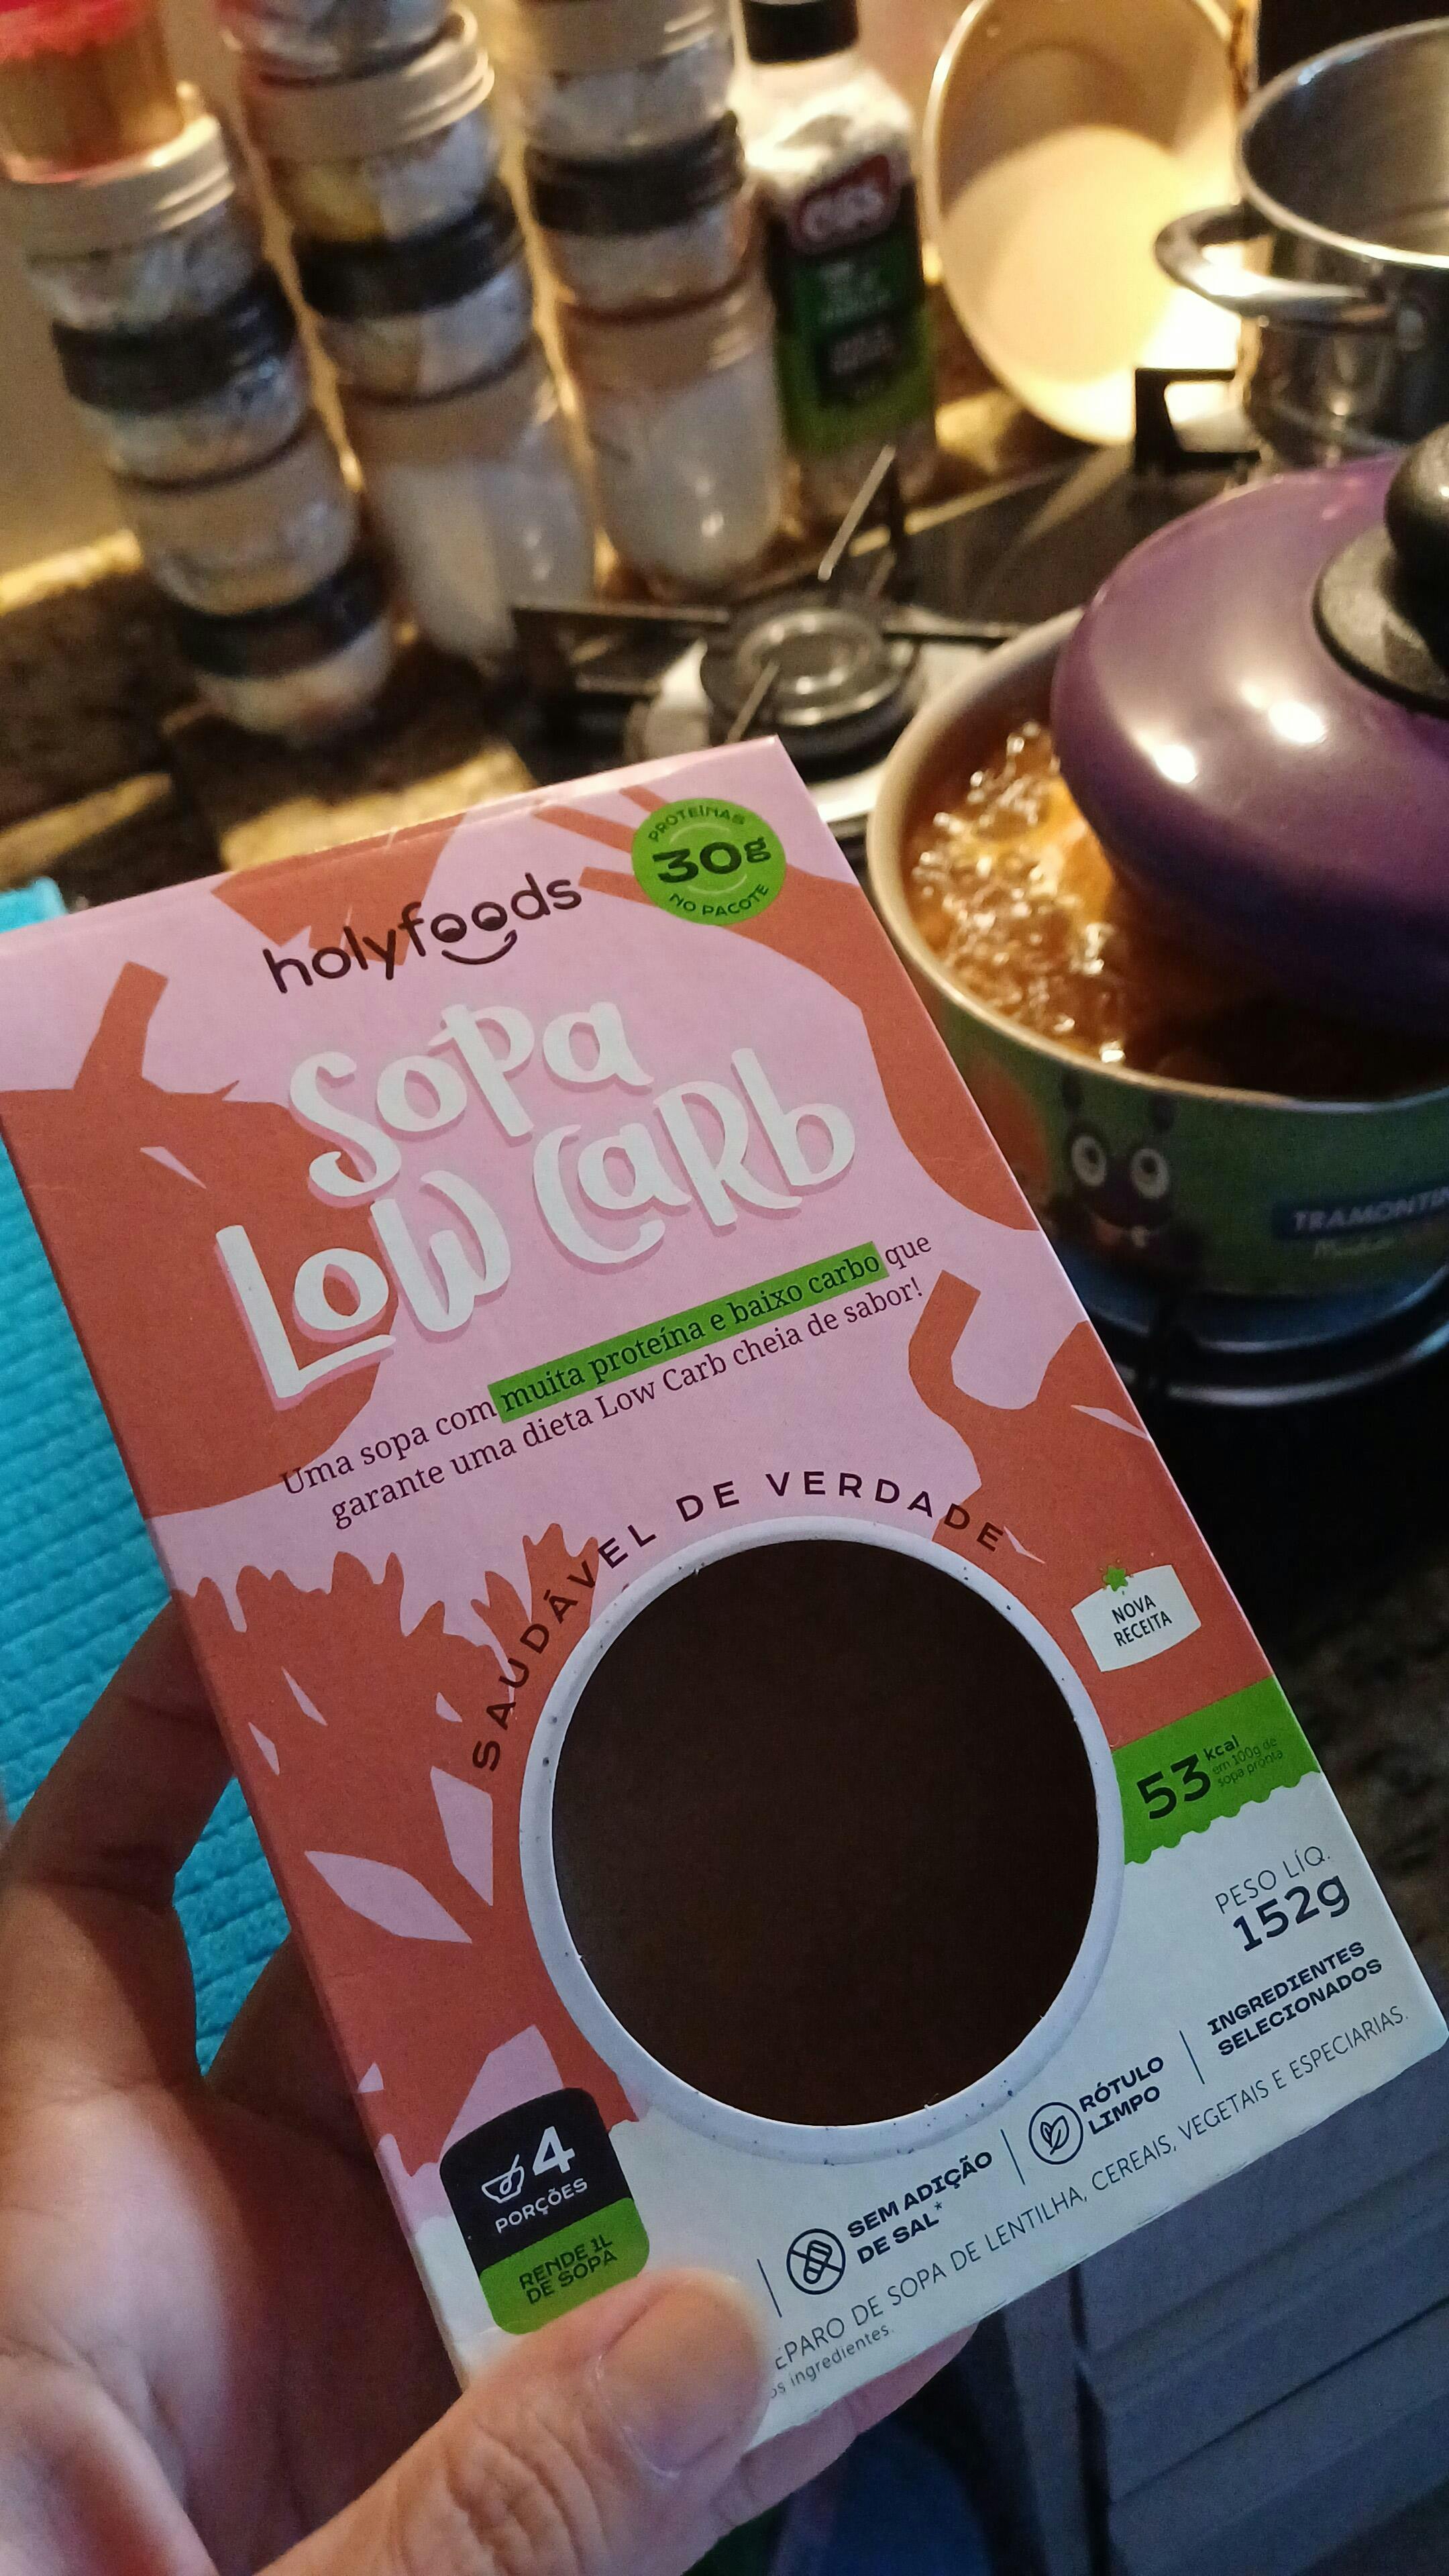 PROTEÍNAS
30g
NO PACOTE
holyfoods
Sopa
Low Carb
Uma sopa com muita proteína e baixo carbo que
garante uma dieta Low Carb cheia de sabor!
SAUDÁVEL DE VERDADE
NOVA
RECEITA
53 kcal
em 100g de
sopa pronta
PESO LÍQ.
152g
INGREDIENTES
SELECIONADOS
RÓTULO
LIMPO
SEM ADIÇÃO
DE SAL*
4
PORÇÕES
RENDE 1L
DE SOPA
DE SOPA DE LENTILHA, CEREAIS, VEGETAIS E ESPECIARIAS.
ingredientes.